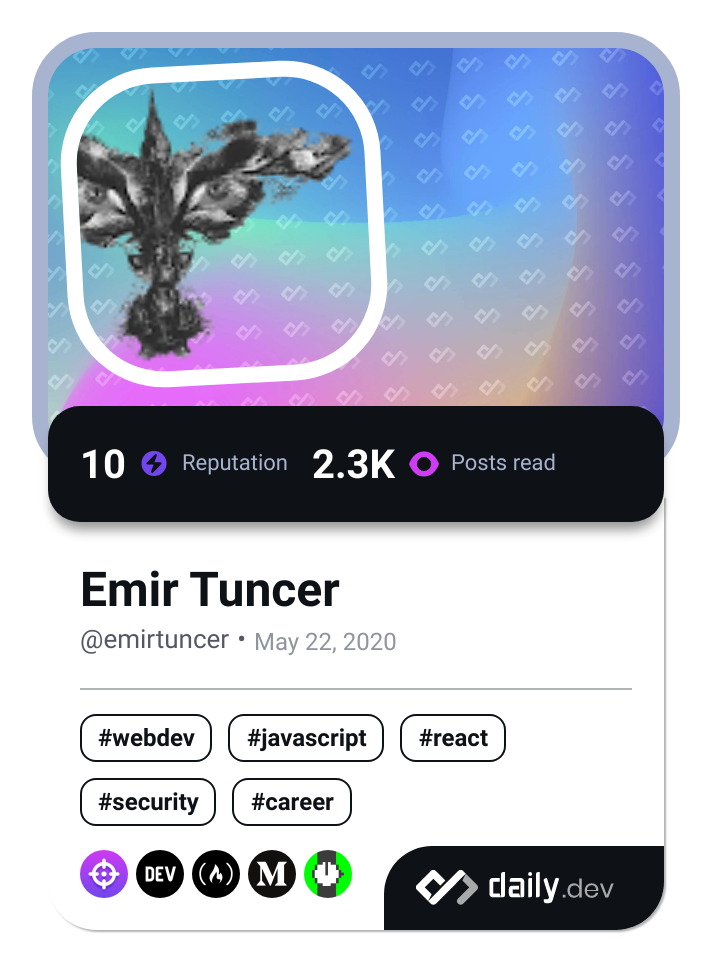 10 Reputation 2.3K Posts read
Emir Tuncer
@emirtuncer • May 22, 2020
#webdev #javascript #react
#security #career
DEV M daily.dev